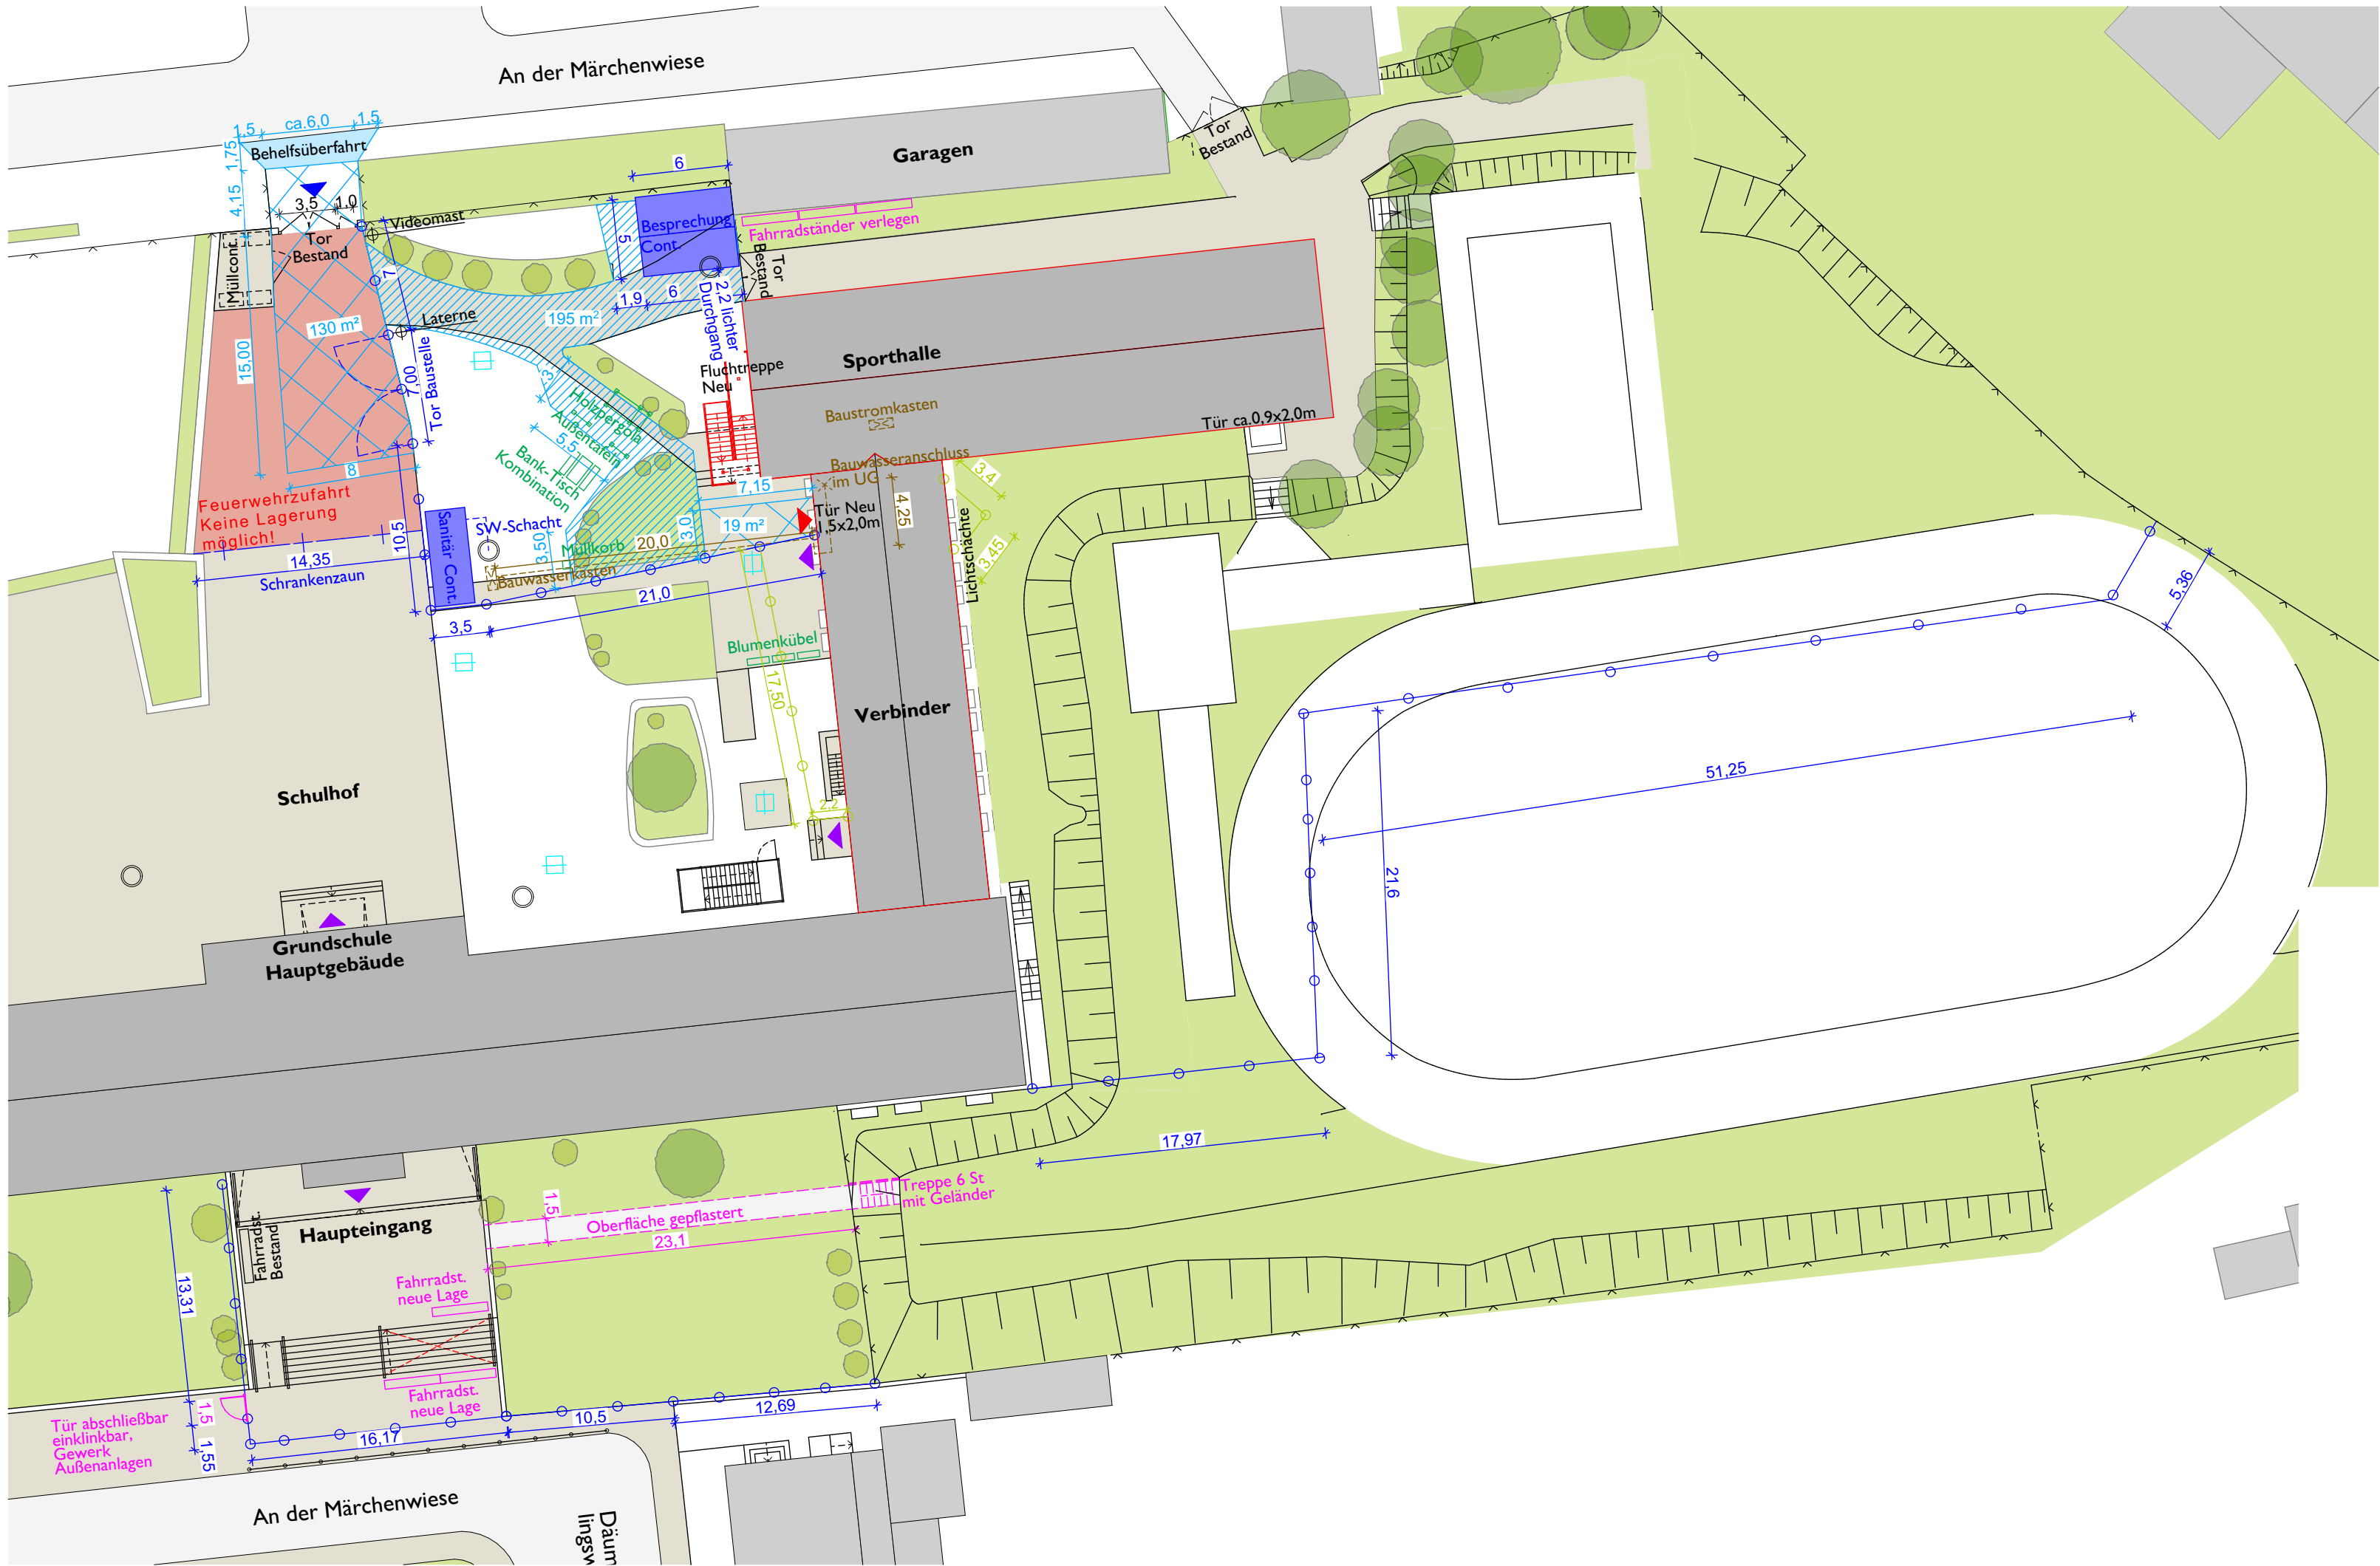 An der Märchenwiese
1,5
ca.6,0
1,5
Behelfsüberfahrt
1,75
4,15
3,5
1,0
Videomast
Tor
Bestand
Müllcont.
7
Laterne
130 m²
15,00
7,00
Tor Baustelle
8
Feuerwehrzufahrt
Keine Lagerung
möglich!
14,35
Schrankenzaun
10,5
Sanitär Cont.
SW-Schacht
3,5
21,0
6
Besprechung
Cont.
5
1,9
6
195 m²
2,2 lichter
Durchgang
Tor
Bestand
Fahrradständer verlegen
Garagen
Tor
Bestand
Sporthalle
Fluchtreppe
Neu
Baustromkasten
Tür ca.0,9x2,0m
Bauwasseranschluss
im UG
3
Holzpergola
Außentafeln
5,5
Bank-Tisch
Kombination
7,15
Tür Neu
1,5x2,0m
19 m²
3,0
4,25
3,4
3,45
Lichtschächte
3,50
Müllkorb
20,0
Bauwasserkasten
Blumenkübel
17,50
2,2
Verbinder
Schulhof
Grundschule
Hauptgebäude
5,36
51,25
21,6
17,97
Treppe 6 St
mit Geländer
1,5
Oberfläche gepflastert
23,1
Haupteingang
Fahrradst.
Bestand
Fahrradst.
neue Lage
Fahrradst.
neue Lage
13,31
1,5
1,55
Tür abschließbar
einklinkbar,
Gewerk
Außenanlagen
16,17
10,5
12,69
An der Märchenwiese
Däum
lingsw